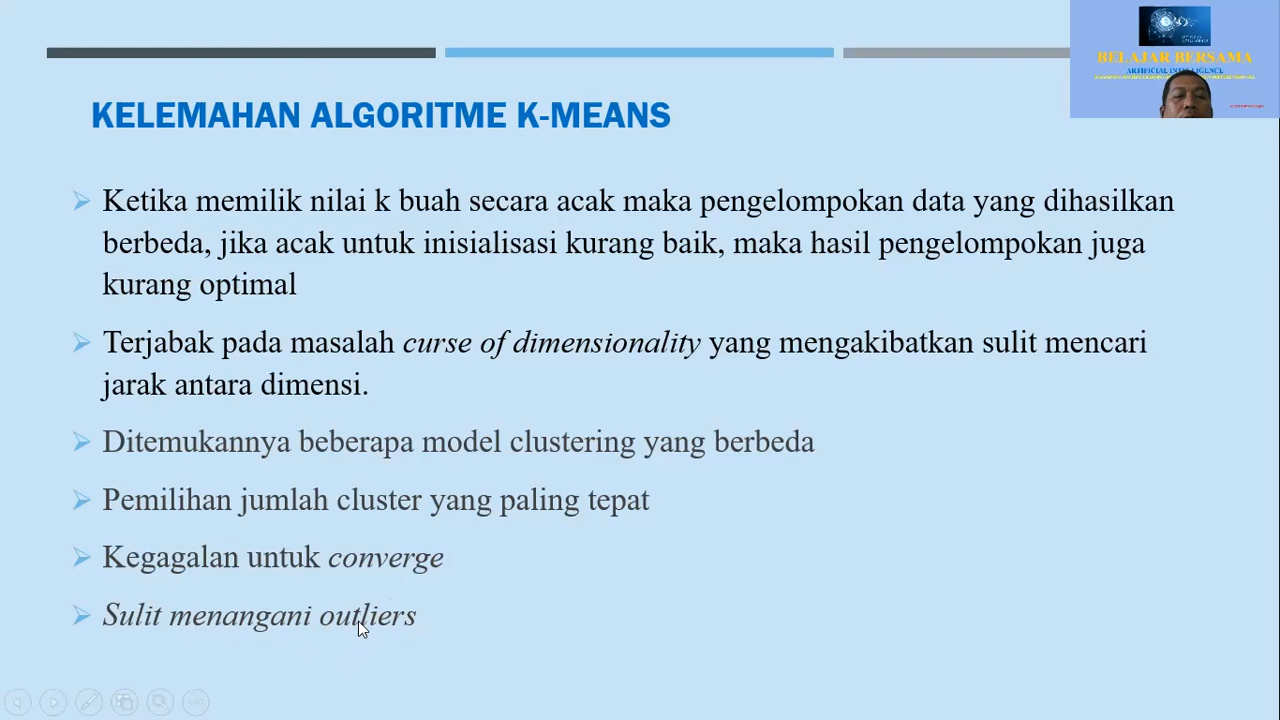 BELAJAR BERSAMA
ARTIFICIAL INTELLIGENCE
KELEMAHAN ALGORITME K-MEANS
Ketika memilik nilai k buah secara acak maka pengelompokan data yang dihasilkan
berbeda, jika acak untuk inisialisasi kurang baik, maka hasil pengelompokan juga
kurang optimal
Terjabak pada masalah curse of dimensionality yang mengakibatkan sulit mencari
jarak antara dimensi.
Ditemukannya beberapa model clustering yang berbeda
Pemilihan jumlah cluster yang paling tepat
Kegagalan untuk converge
Sulit menangani outliers